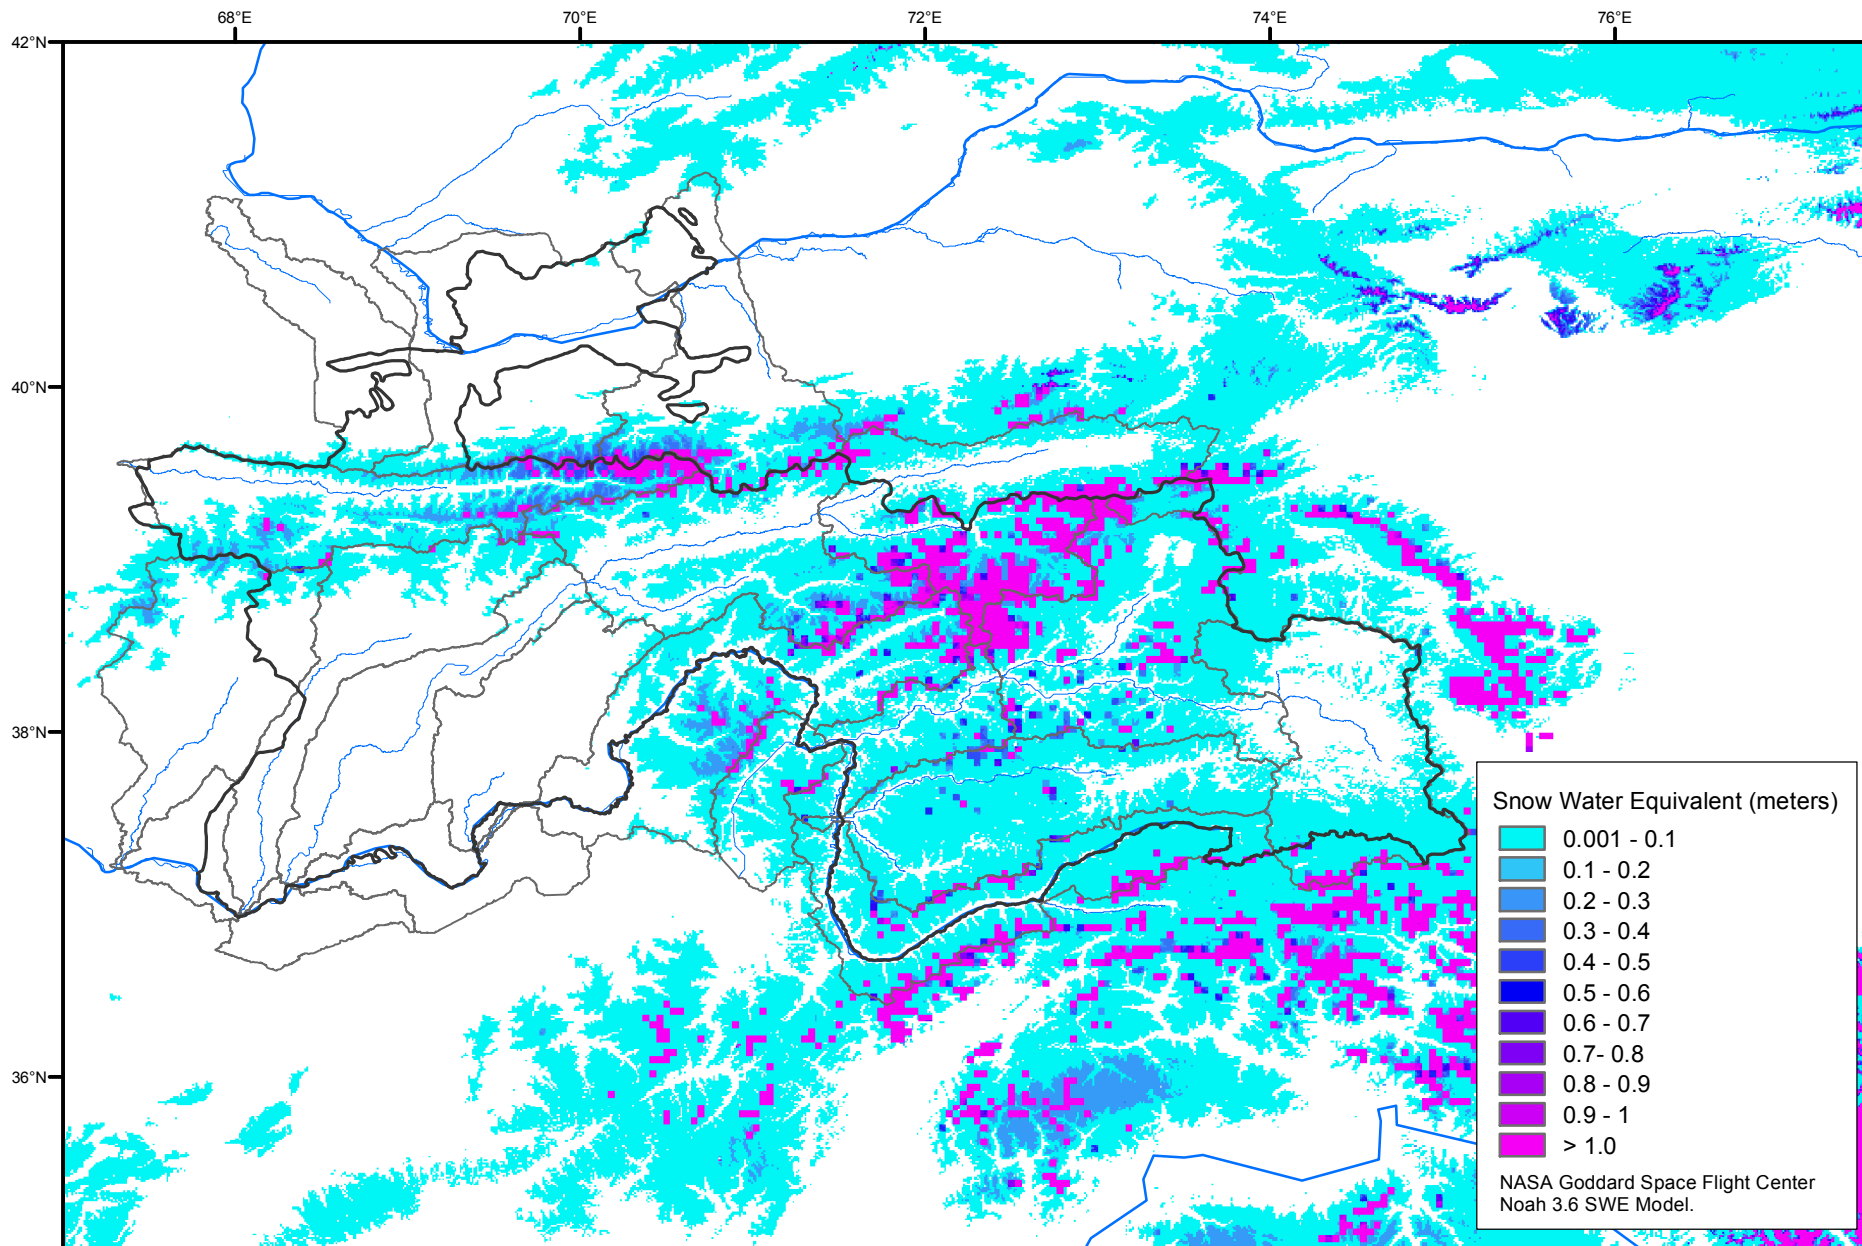 68°E 70°E 72°E 74°E 76°E
42°N
40°N
38°N
36°N
Snow Water Equivalent (meters)
0.001 - 0.1
0.1 - 0.2
0.2 - 0.3
0.3 - 0.4
0.4 - 0.5
0.5 - 0.6
0.6 - 0.7
0.7- 0.8
0.8 - 0.9
0.9 - 1
> 1.0
NASA Goddard Space Flight Center
Noah 3.6 SWE Model.